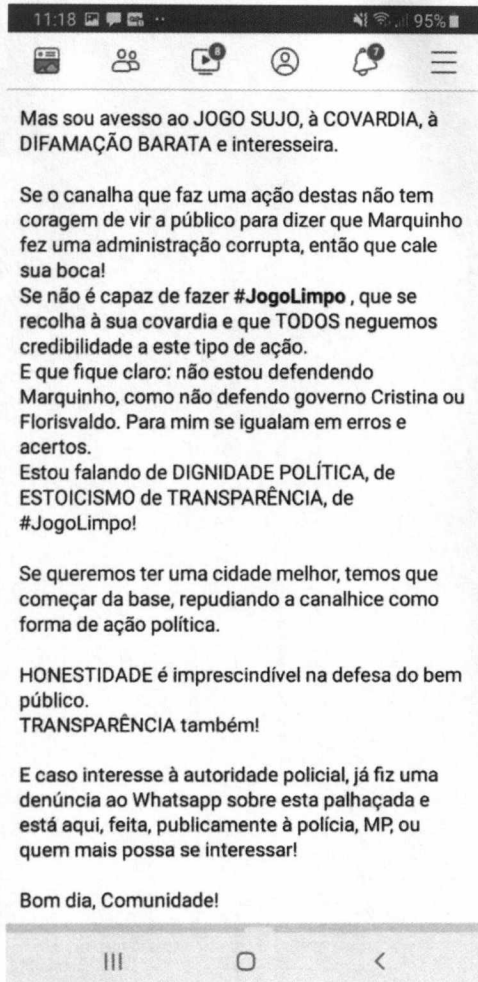 11:18
95%
8
7
Mas sou avesso ao JOGO SUJO, à COVARDIA, à
DIFAMAÇÃO BARATA e interesseira.
Se o canalha que faz uma ação destas não tem
coragem de vir a público para dizer que Marquinho
fez uma administração corrupta, então que cale
sua boca!
Se não é capaz de fazer #JogoLimpo , que se
recolha à sua covardia e que TODOS neguemos
credibilidade a este tipo de ação.
E que fique claro: não estou defendendo
Marquinho, como não defendo governo Cristina ou
Florisvaldo. Para mim se igualam em erros e
acertos.
Estou falando de DIGNIDADE POLÍTICA, de
ESTOICISMO de TRANSPARÊNCIA, de
#JogoLimpo!
Se queremos ter uma cidade melhor, temos que
começar da base, repudiando a canalhice como
forma de ação política.
HONESTIDADE é imprescindível na defesa do bem
público.
TRANSPARÊNCIA também!
E caso interesse à autoridade policial, já fiz uma
denúncia ao Whatsapp sobre esta palhaçada e
está aqui, feita, publicamente à polícia, MP, ou
quem mais possa se interessar!
Bom dia, Comunidade!